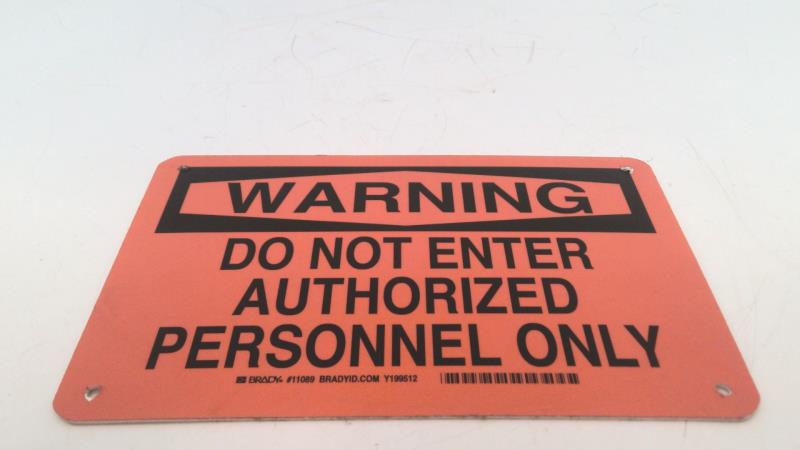 WARNING
DO NOT ENTER
AUTHORIZED
PERSONNEL ONLY
BRADY #11089 BRADYID.COM Y199512